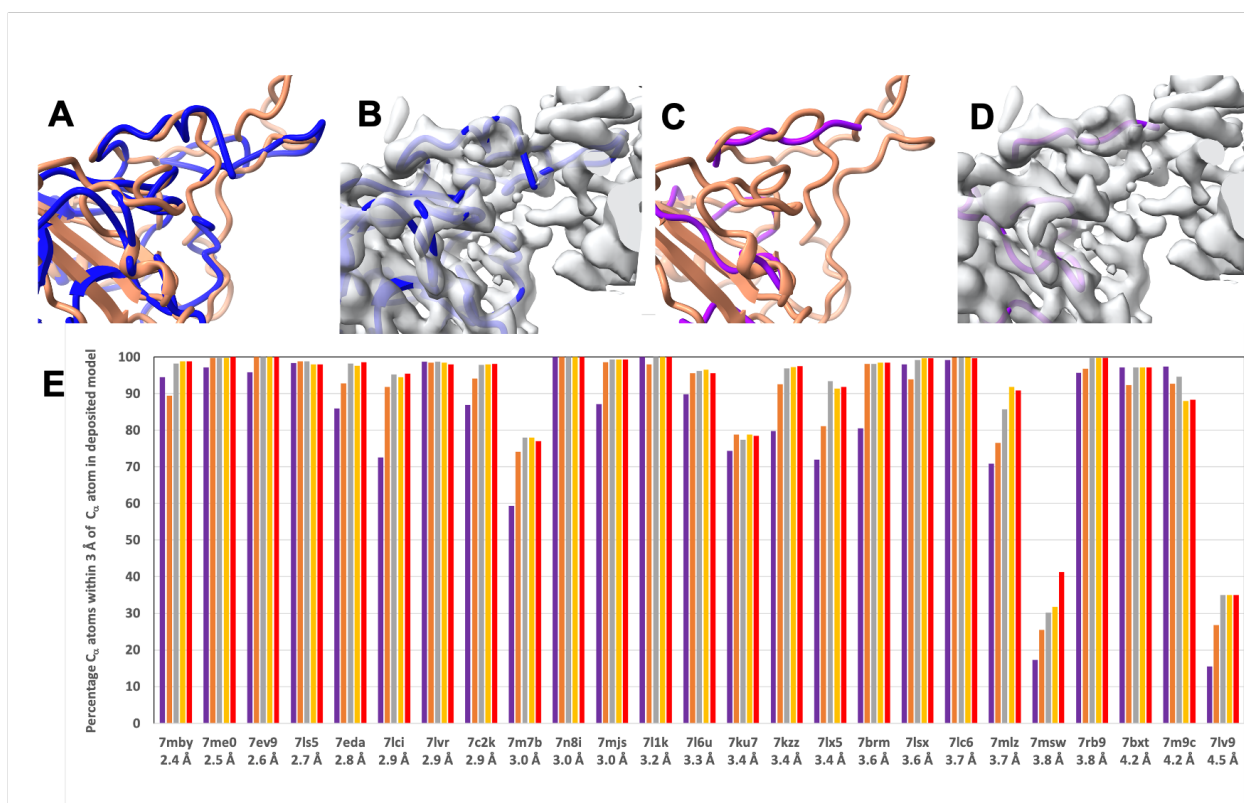 A B C D
E
Percentage Cα atoms within 3 Å of Cα atom in deposited model
100
90
80
70
60
50
40
30
20
10
0
7mby 7me0 7ev9 7ls5 7eda 7lci 7lvr 7c2k 7m7b 7n8i 7mjs 7l1k 7l6u 7ku7 7kzz 7lx5 7brm 7lsx 7lc6 7mlz 7msw 7rb9 7bxt 7m9c 7lv9
2.4 Å 2.5 Å 2.6 Å 2.7 Å 2.8 Å 2.9 Å 2.9 Å 2.9 Å 3.0 Å 3.0 Å 3.0 Å 3.2 Å 3.3 Å 3.4 Å 3.4 Å 3.4 Å 3.6 Å 3.6 Å 3.7 Å 3.7 Å 3.8 Å 3.8 Å 4.2 Å 4.2 Å 4.5 Å